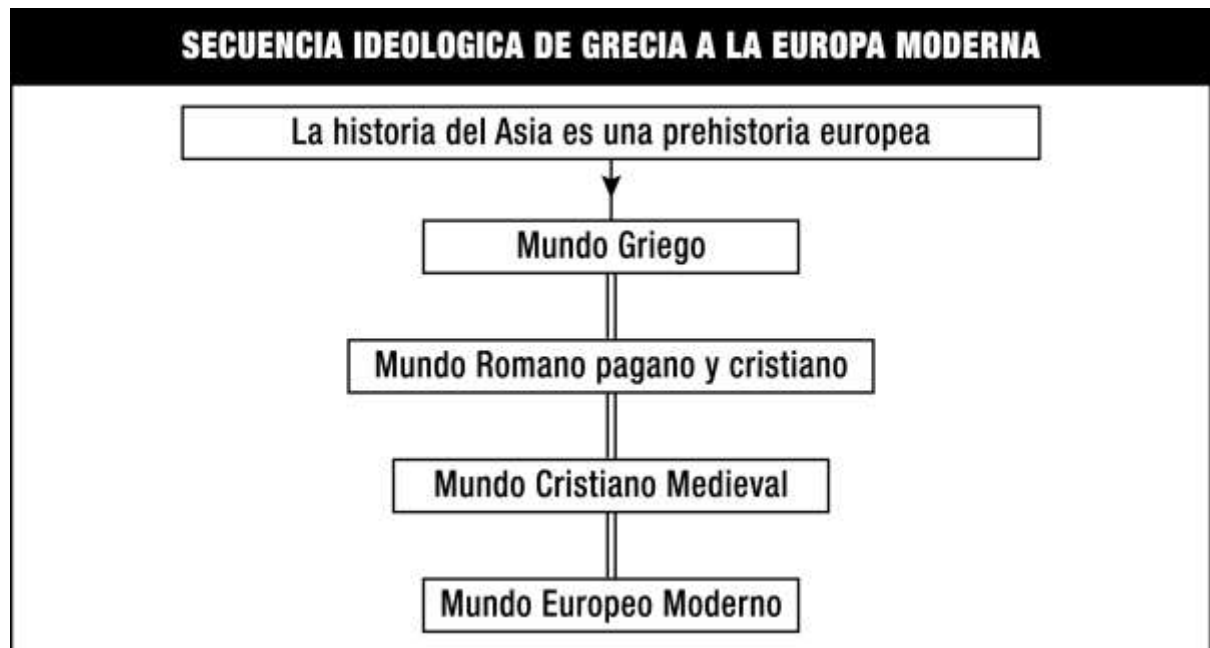 SECUENCIA IDEOLOGICA DE GRECIA A LA EUROPA MODERNA
La historia del Asia es una prehistoria europea
Mundo Griego
Mundo Romano pagano y cristiano
Mundo Cristiano Medieval
Mundo Europeo Moderno